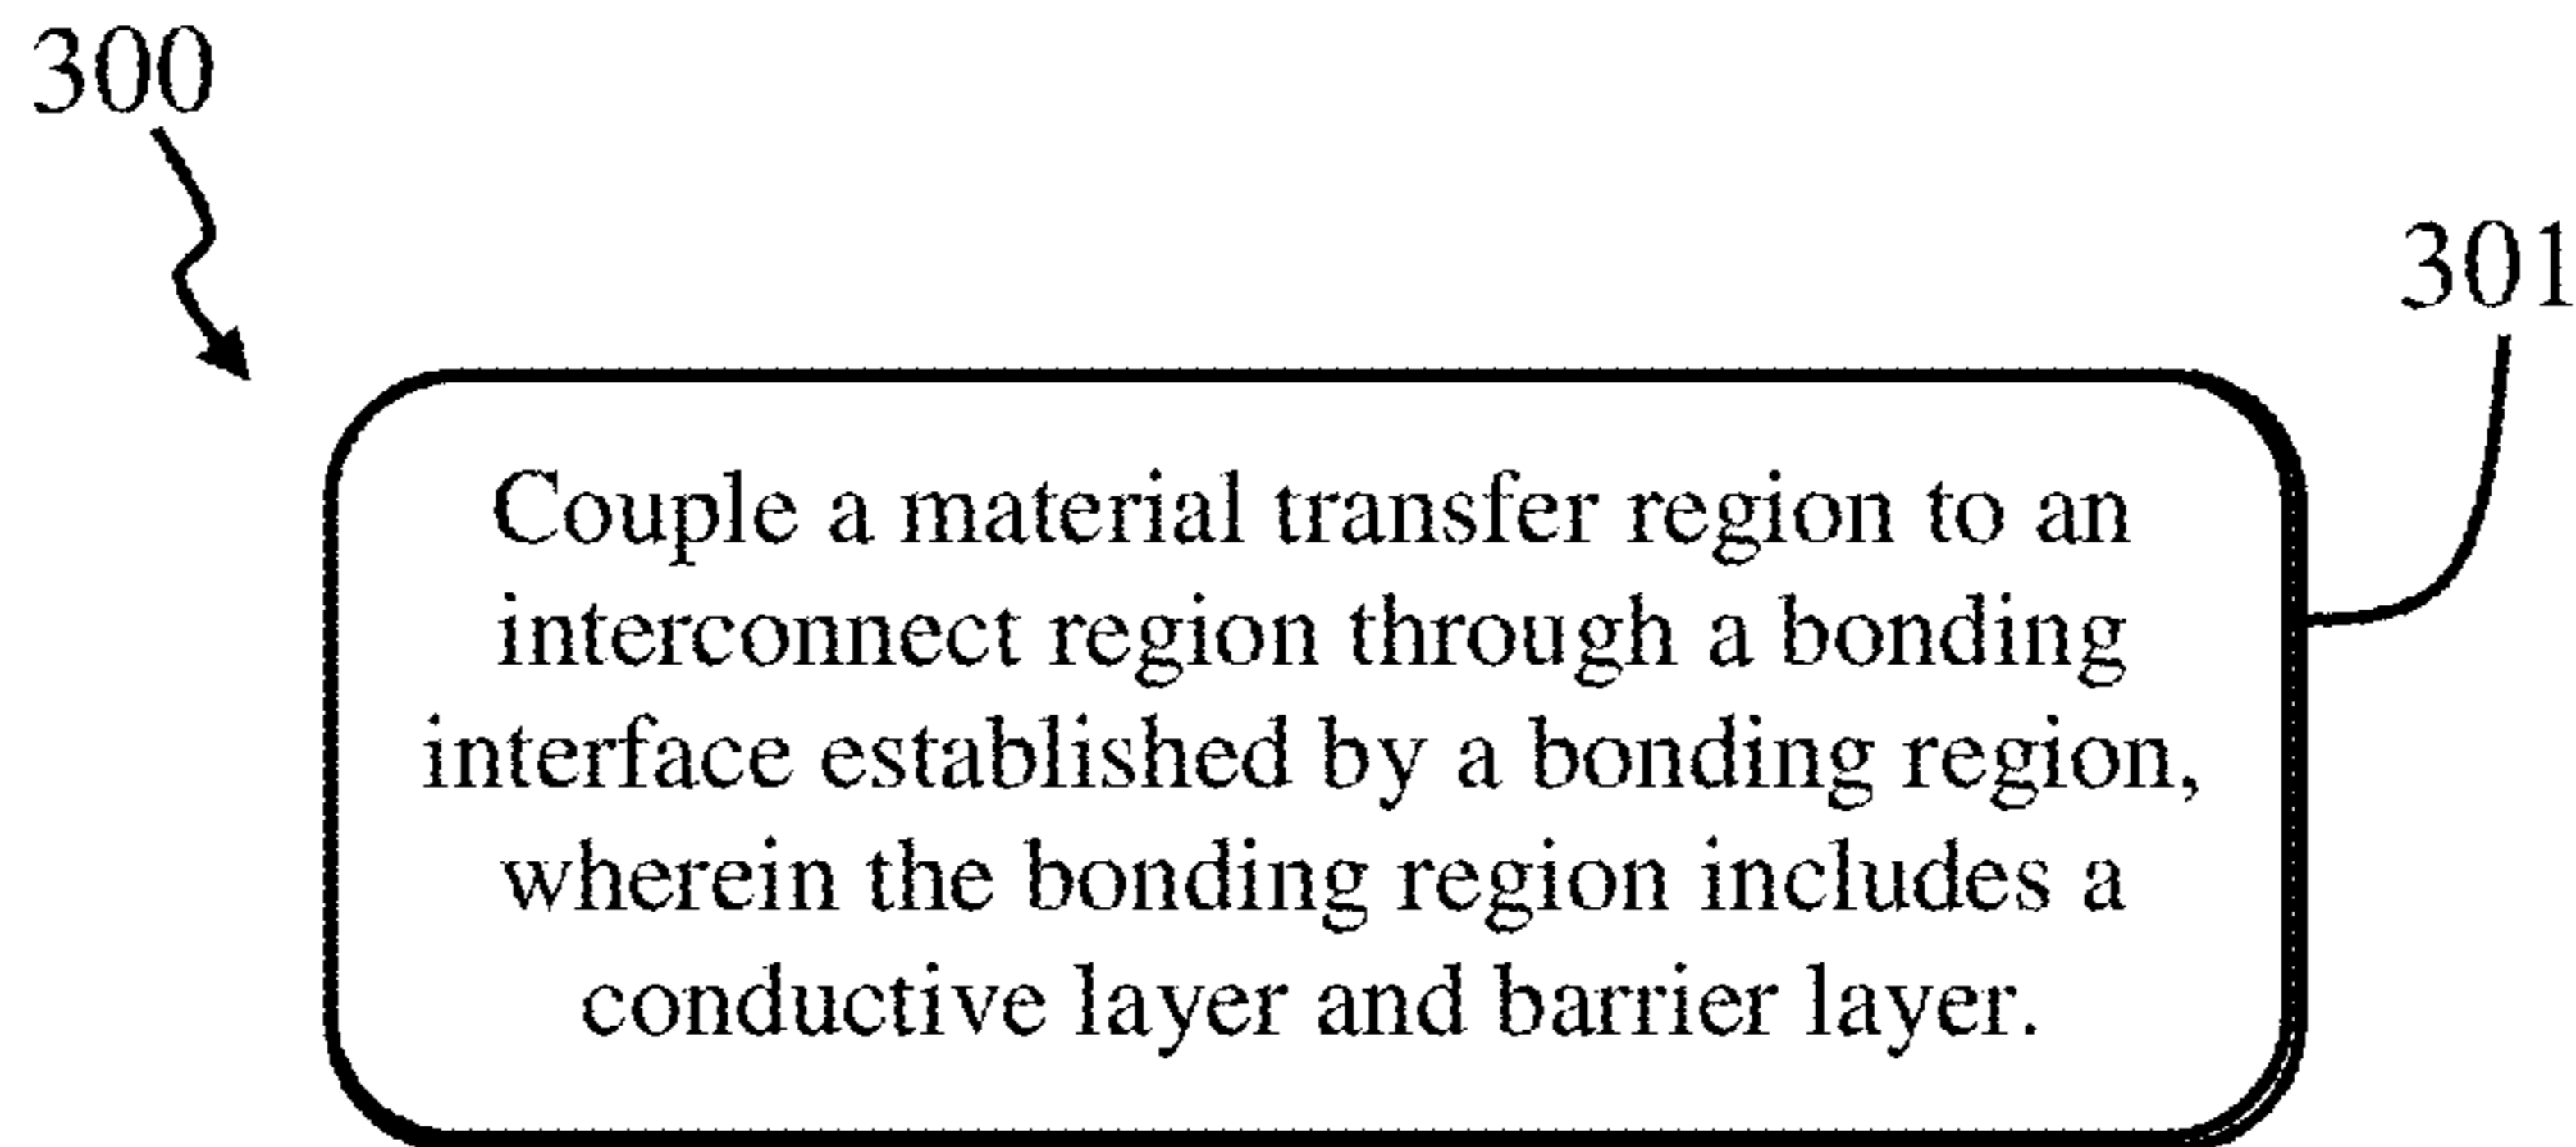 300
301
Couple a material transfer region to an
interconnect region through a bonding
interface established by a bonding region,
wherein the bonding region includes a
conductive layer and barrier layer.